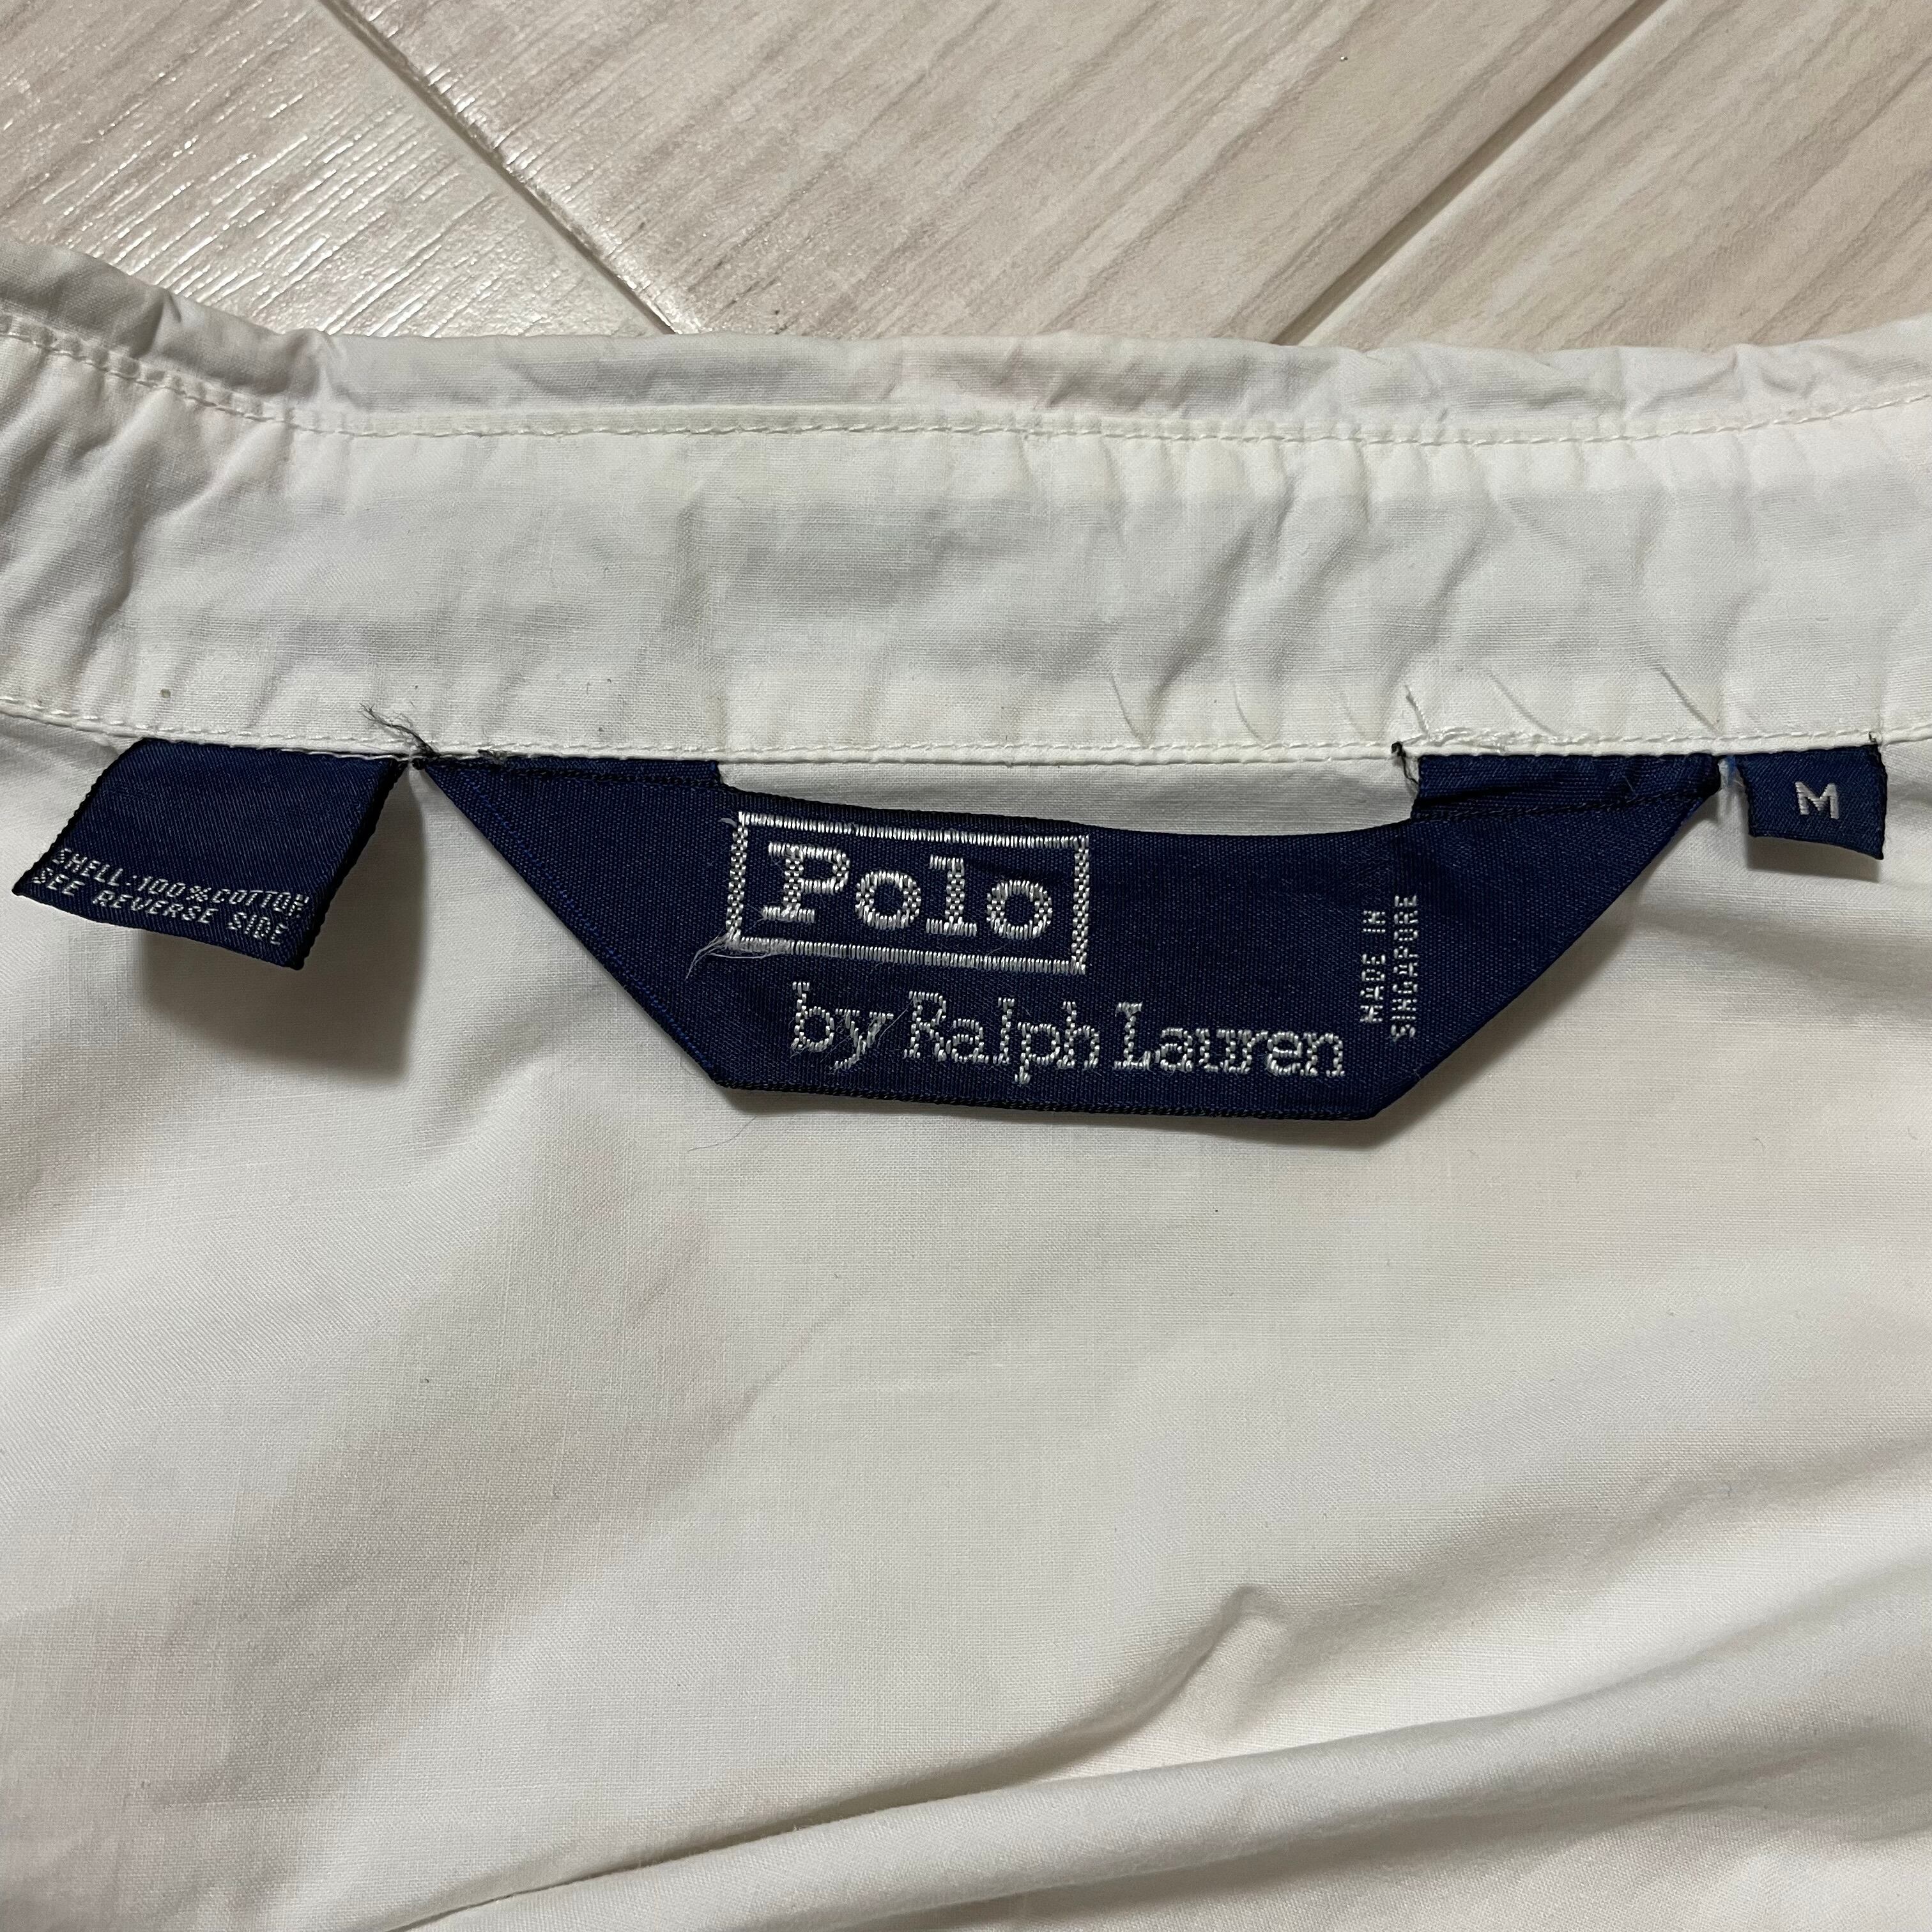 SHELL:100%COTTON
SEE REVERSE SIDE
Polo
by Ralph Lauren
MADE IN
SINGAPORE
M